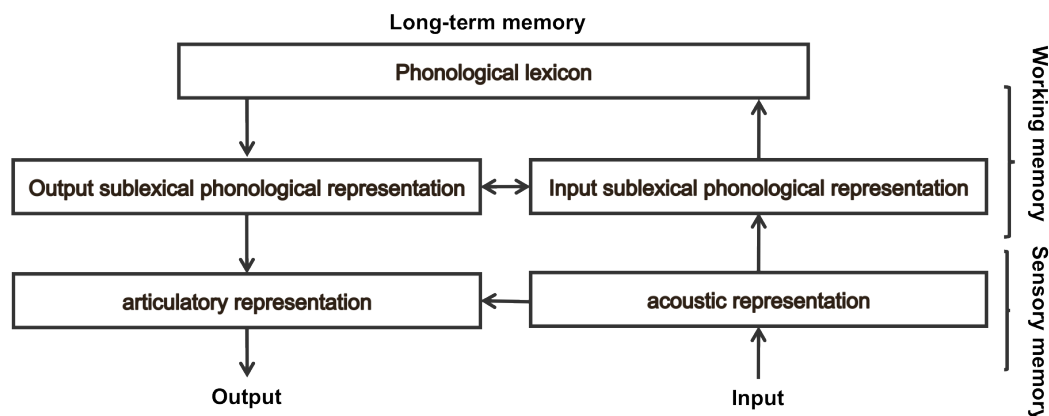 Long-term memory
Phonological lexicon
Output sublexical phonological representation
Input sublexical phonological representation
articulatory representation
acoustic representation
Output
Input
Working memory
Sensory memory